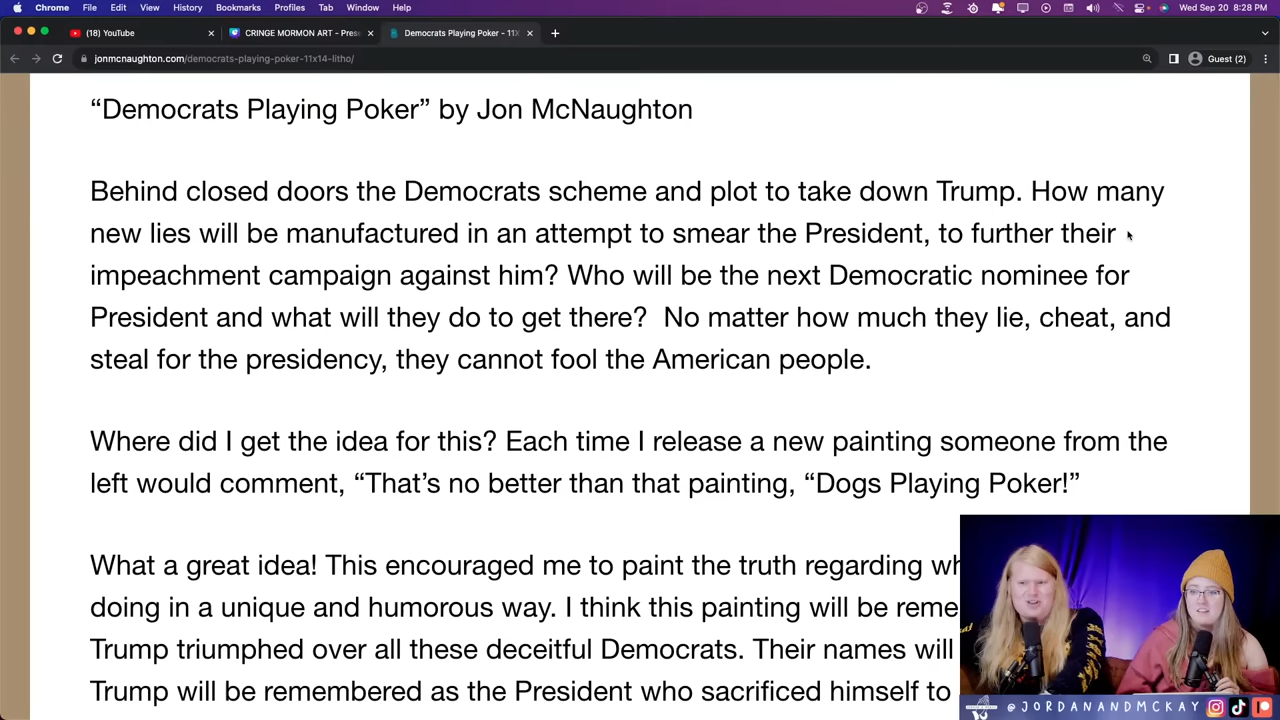 Chrome File Edit View History Bookmarks Profiles Tab Window Help Wed Sep 20 8:28 PM
(18) YouTube CRINGE MORMON ART - Pres Democrats Playing Poker - 11X
jonmcnaughton.com/democrats-playing-poker-11x14-litho/ Guest (2)
“Democrats Playing Poker” by Jon McNaughton
Behind closed doors the Democrats scheme and plot to take down Trump. How many
new lies will be manufactured in an attempt to smear the President, to further their
impeachment campaign against him? Who will be the next Democratic nominee for
President and what will they do to get there?  No matter how much they lie, cheat, and
steal for the presidency, they cannot fool the American people.
Where did I get the idea for this? Each time I release a new painting someone from the
left would comment, “That’s no better than that painting, “Dogs Playing Poker!”
What a great idea! This encouraged me to paint the truth regarding wh
doing in a unique and humorous way. I think this painting will be reme
Trump triumphed over all these deceitful Democrats. Their names will
Trump will be remembered as the President who sacrificed himself to
@JORDANANDMCKAY